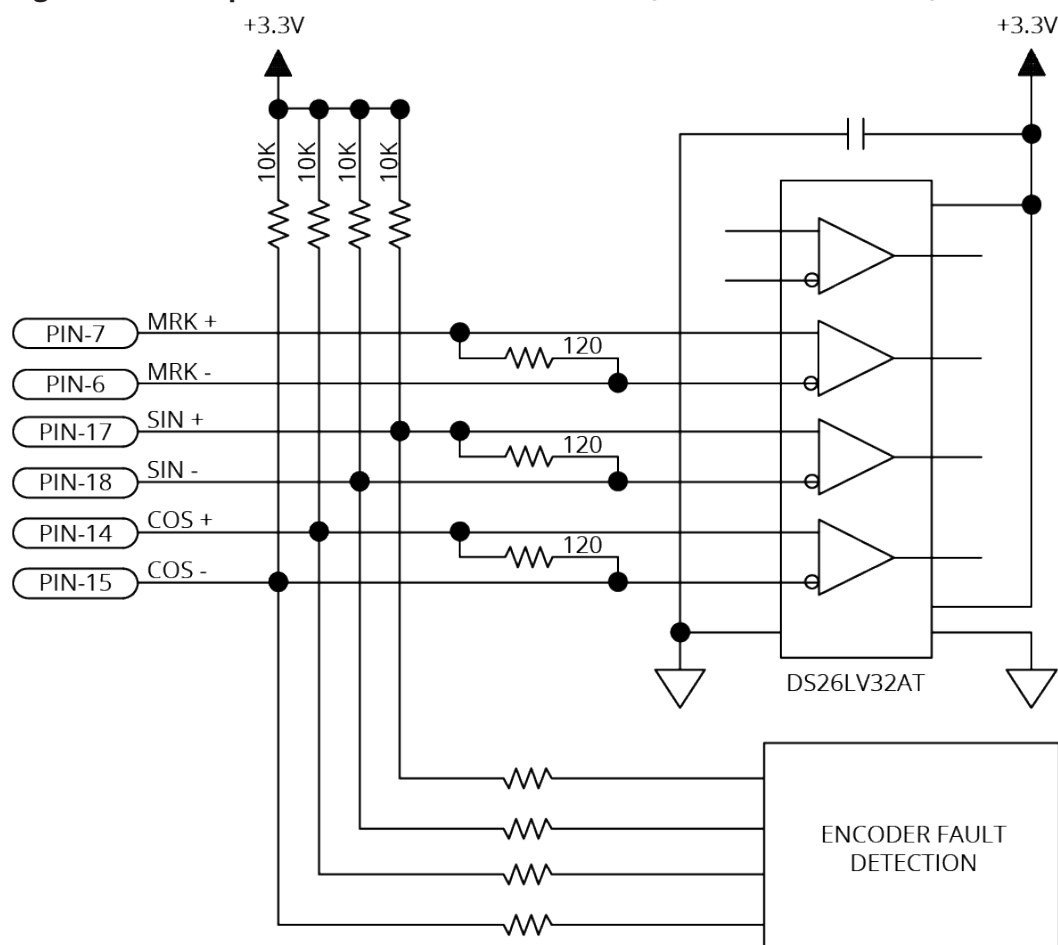 +3.3V
+3.3V
10K
10K
10K
10K
PIN-7
MRK +
120
PIN-6
MRK -
PIN-17
SIN +
120
PIN-18
SIN -
PIN-14
COS +
120
PIN-15
COS -
DS26LV32AT
ENCODER FAULT
DETECTION